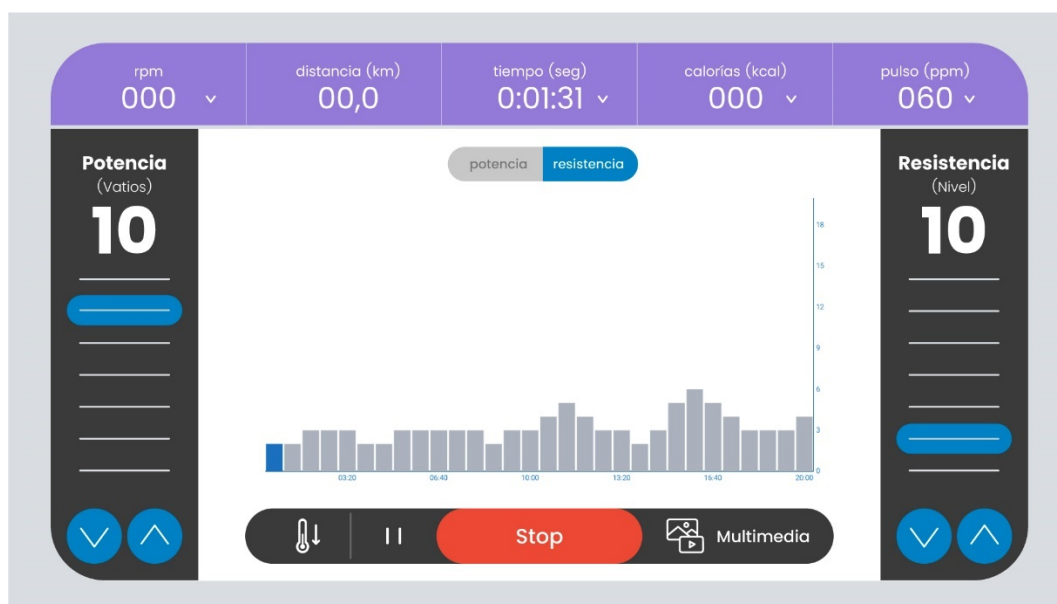 rpm
000
distancia (km)
00,0
tiempo (seg)
0:01:31
calorías (kcal)
000
pulso (ppm)
060
Potencia
(Vatios)
10
potencia
resistencia
18
15
12
9
6
3
0
03:20
06:40
10:00
13:20
16:40
20:00
Resistencia
(Nivel)
10
Stop
Multimedia